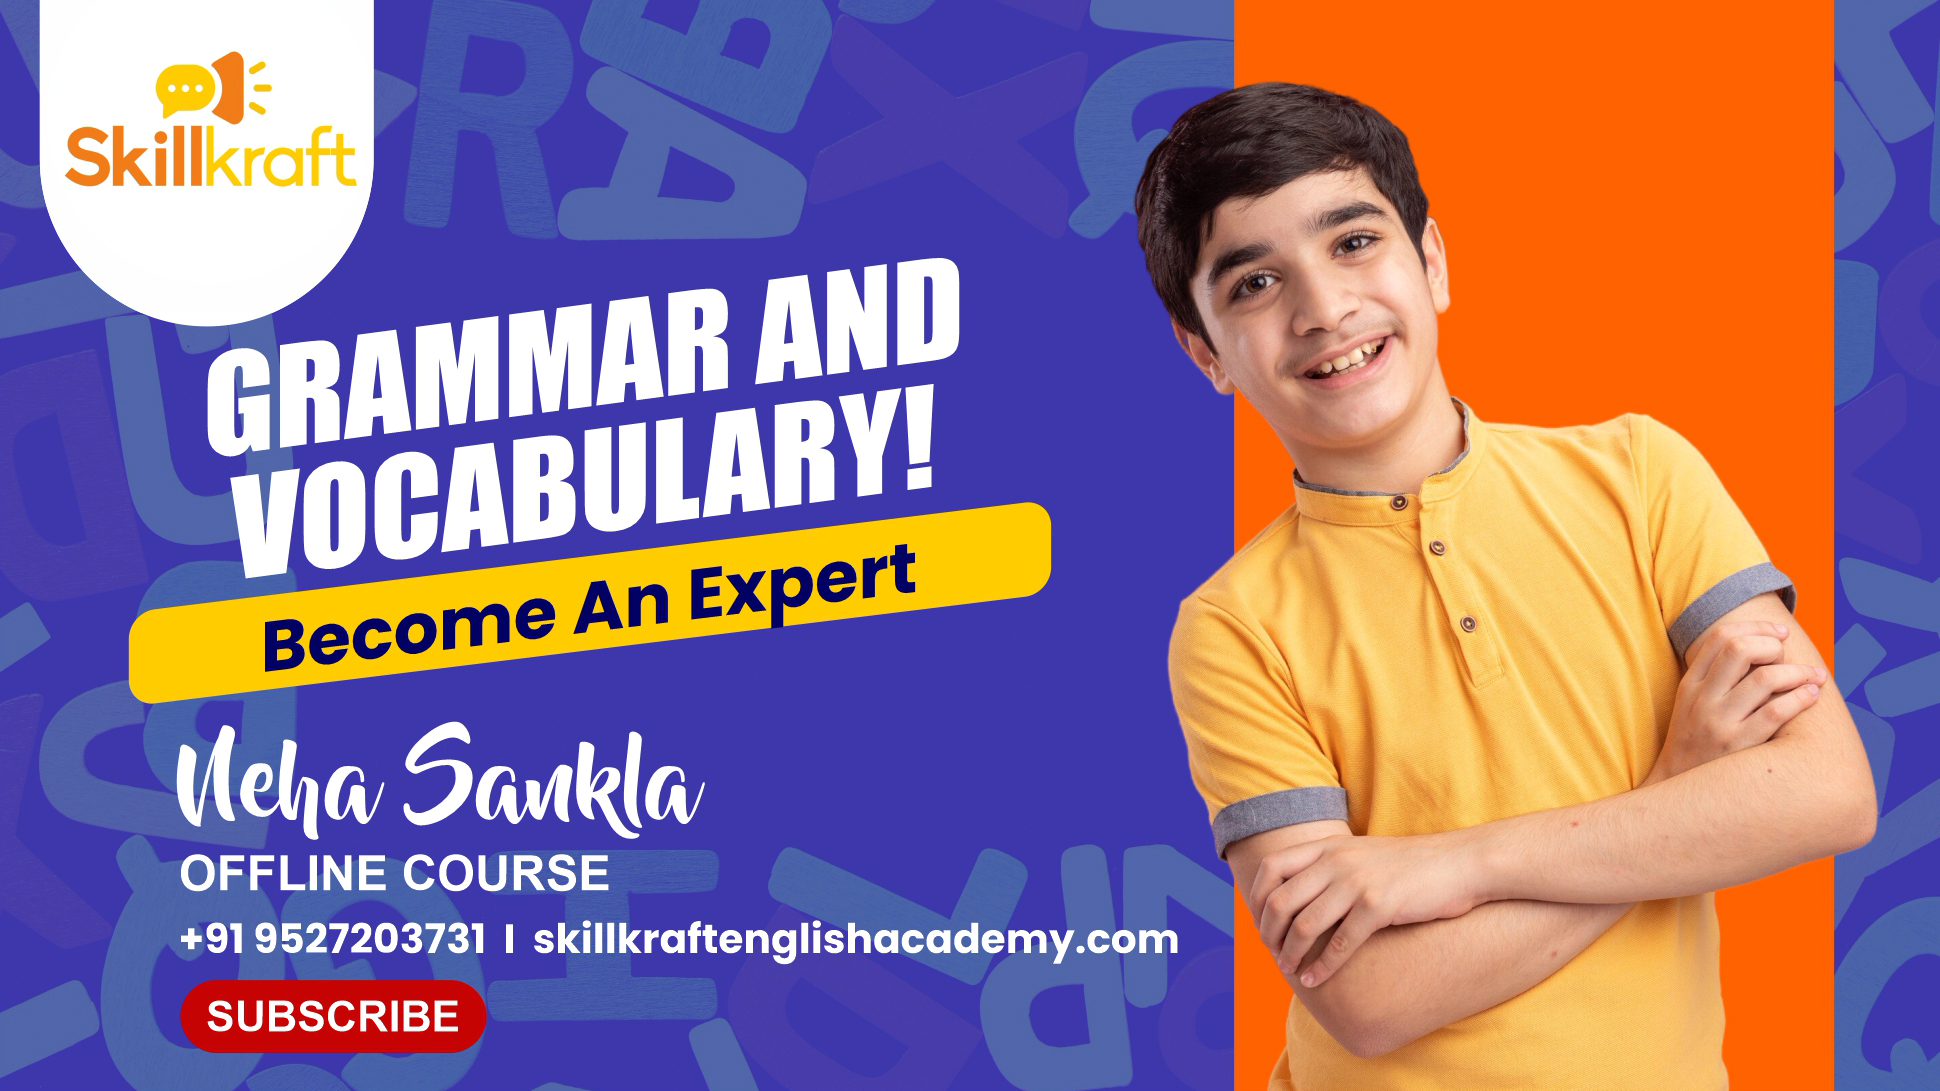 Skillkraft
GRAMMAR AND
VOCABULARY!
Become An Expert
Neha Sankla
OFFLINE COURSE
+91 9527203731 I skillkraftenglishacademy.com
SUBSCRIBE